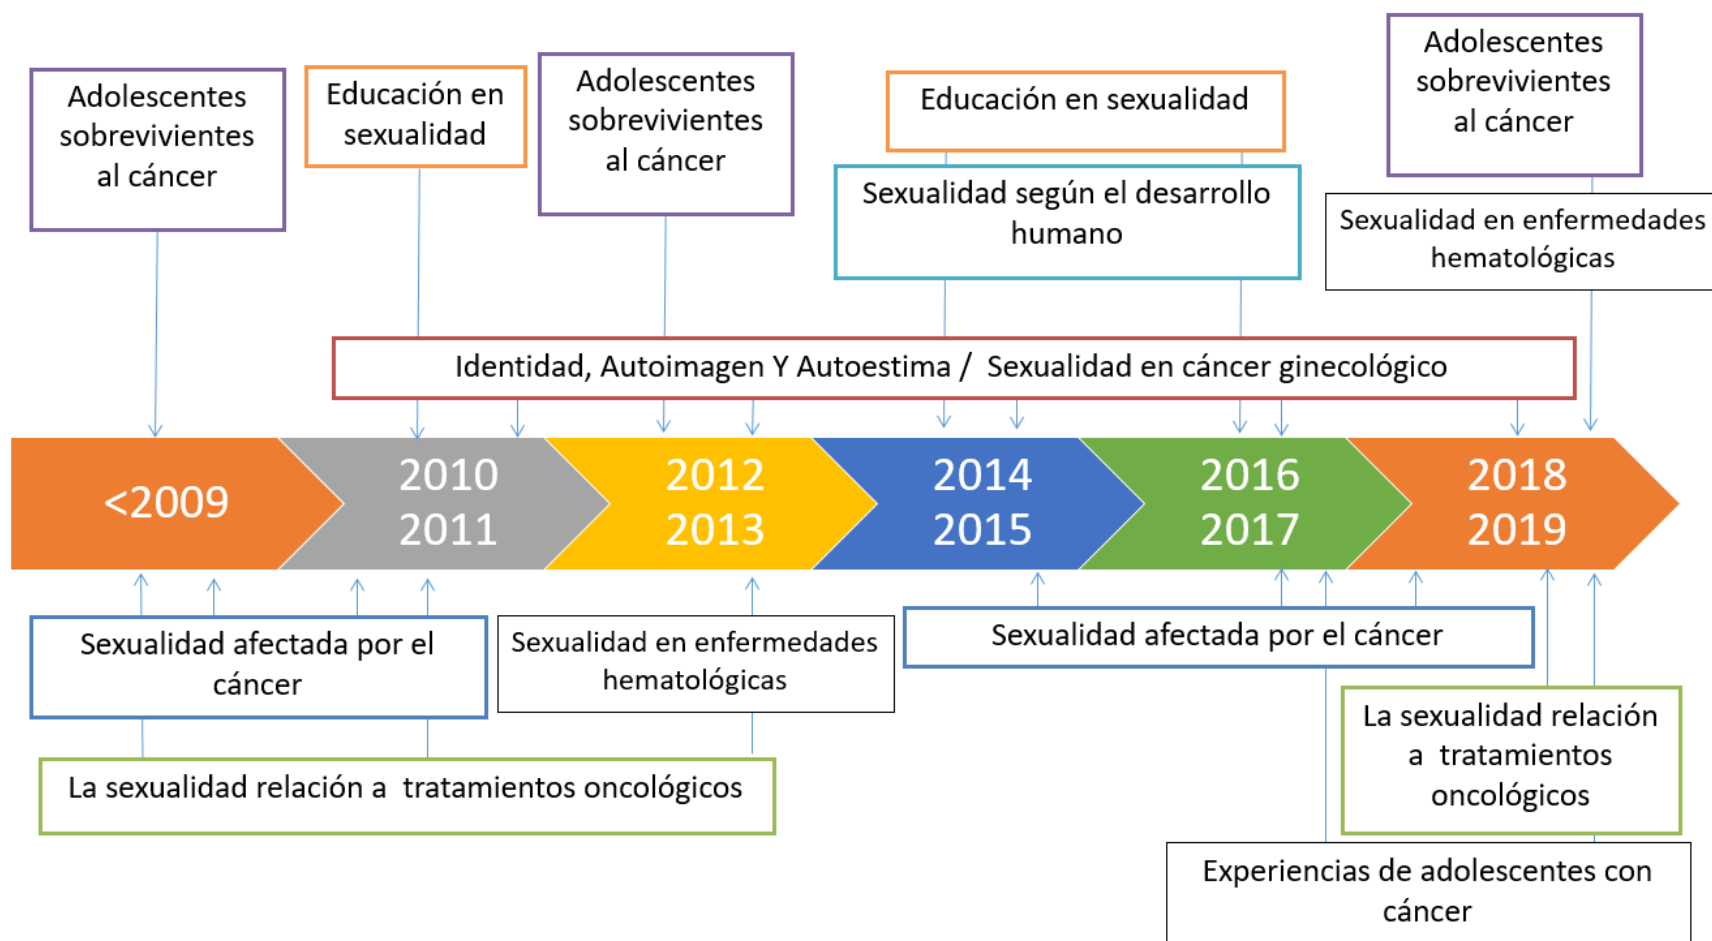 Adolescentes
sobrevivientes
al cáncer
Educación en
sexualidad
Adolescentes
sobrevivientes
al cáncer
Educación en sexualidad
Sexualidad según el desarrollo
humano
Adolescentes
sobrevivientes
al cáncer
Sexualidad en enfermedades
hematológicas
Identidad, Autoimagen Y Autoestima / Sexualidad en cáncer ginecológico
<2009
2010
2011
2012
2013
2014
2015
2016
2017
2018
2019
Sexualidad afectada por el
cáncer
Sexualidad en enfermedades
hematológicas
Sexualidad afectada por el cáncer
La sexualidad relación a tratamientos oncológicos
La sexualidad relación
a tratamientos
oncológicos
Experiencias de adolescentes con
cáncer